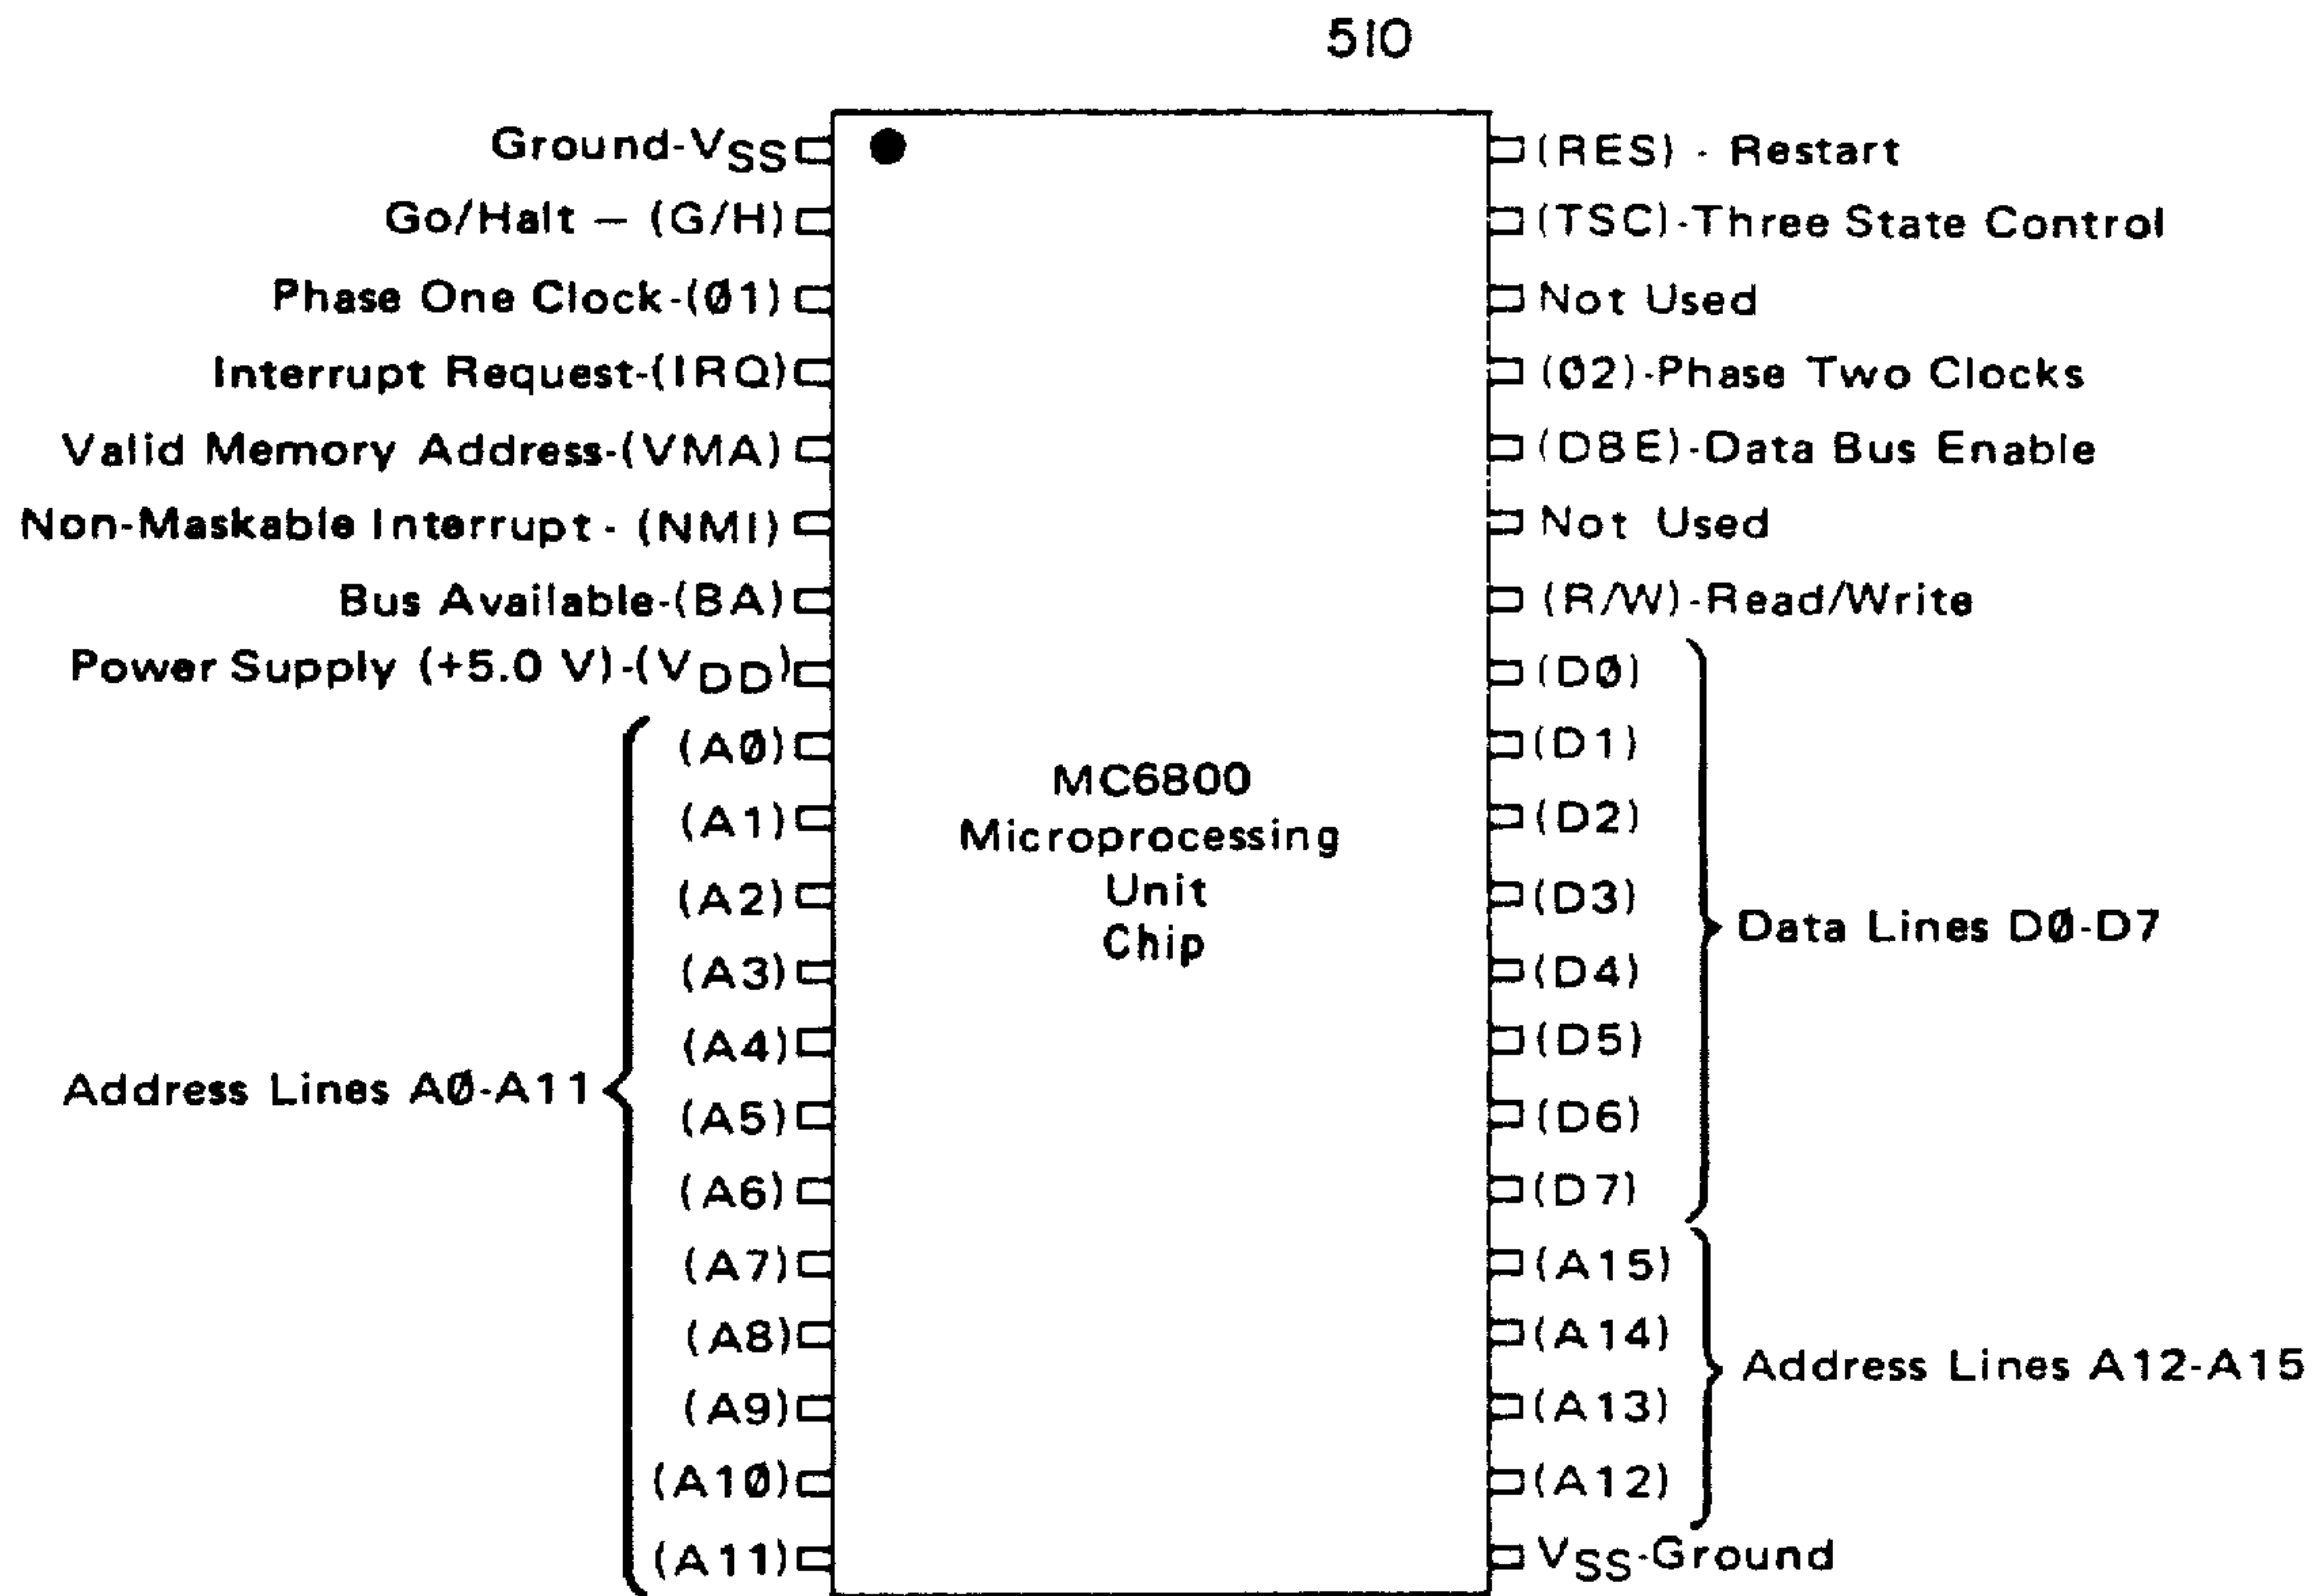 510
Ground-VSS
Go/Halt — (G/H)
Phase One Clock-(Ø1)
Interrupt Request-(IRQ)
Valid Memory Address-(VMA)
Non-Maskable Interrupt - (NMI)
Bus Available-(BA)
Power Supply (+5.0 V)-(VDD)
(AØ)
(A1)
(A2)
(A3)
(A4)
(A5)
(A6)
(A7)
(A8)
(A9)
(A1Ø)
(A11)
Address Lines AØ-A11
MC6800
Microprocessing
Unit
Chip
(RES) - Restart
(TSC)-Three State Control
Not Used
(Ø2)-Phase Two Clocks
(DBE)-Data Bus Enable
Not Used
(R/W)-Read/Write
(DØ)
(D1)
(D2)
(D3)
(D4)
(D5)
(D6)
(D7)
Data Lines DØ-D7
(A15)
(A14)
(A13)
(A12)
Address Lines A12-A15
VSS-Ground